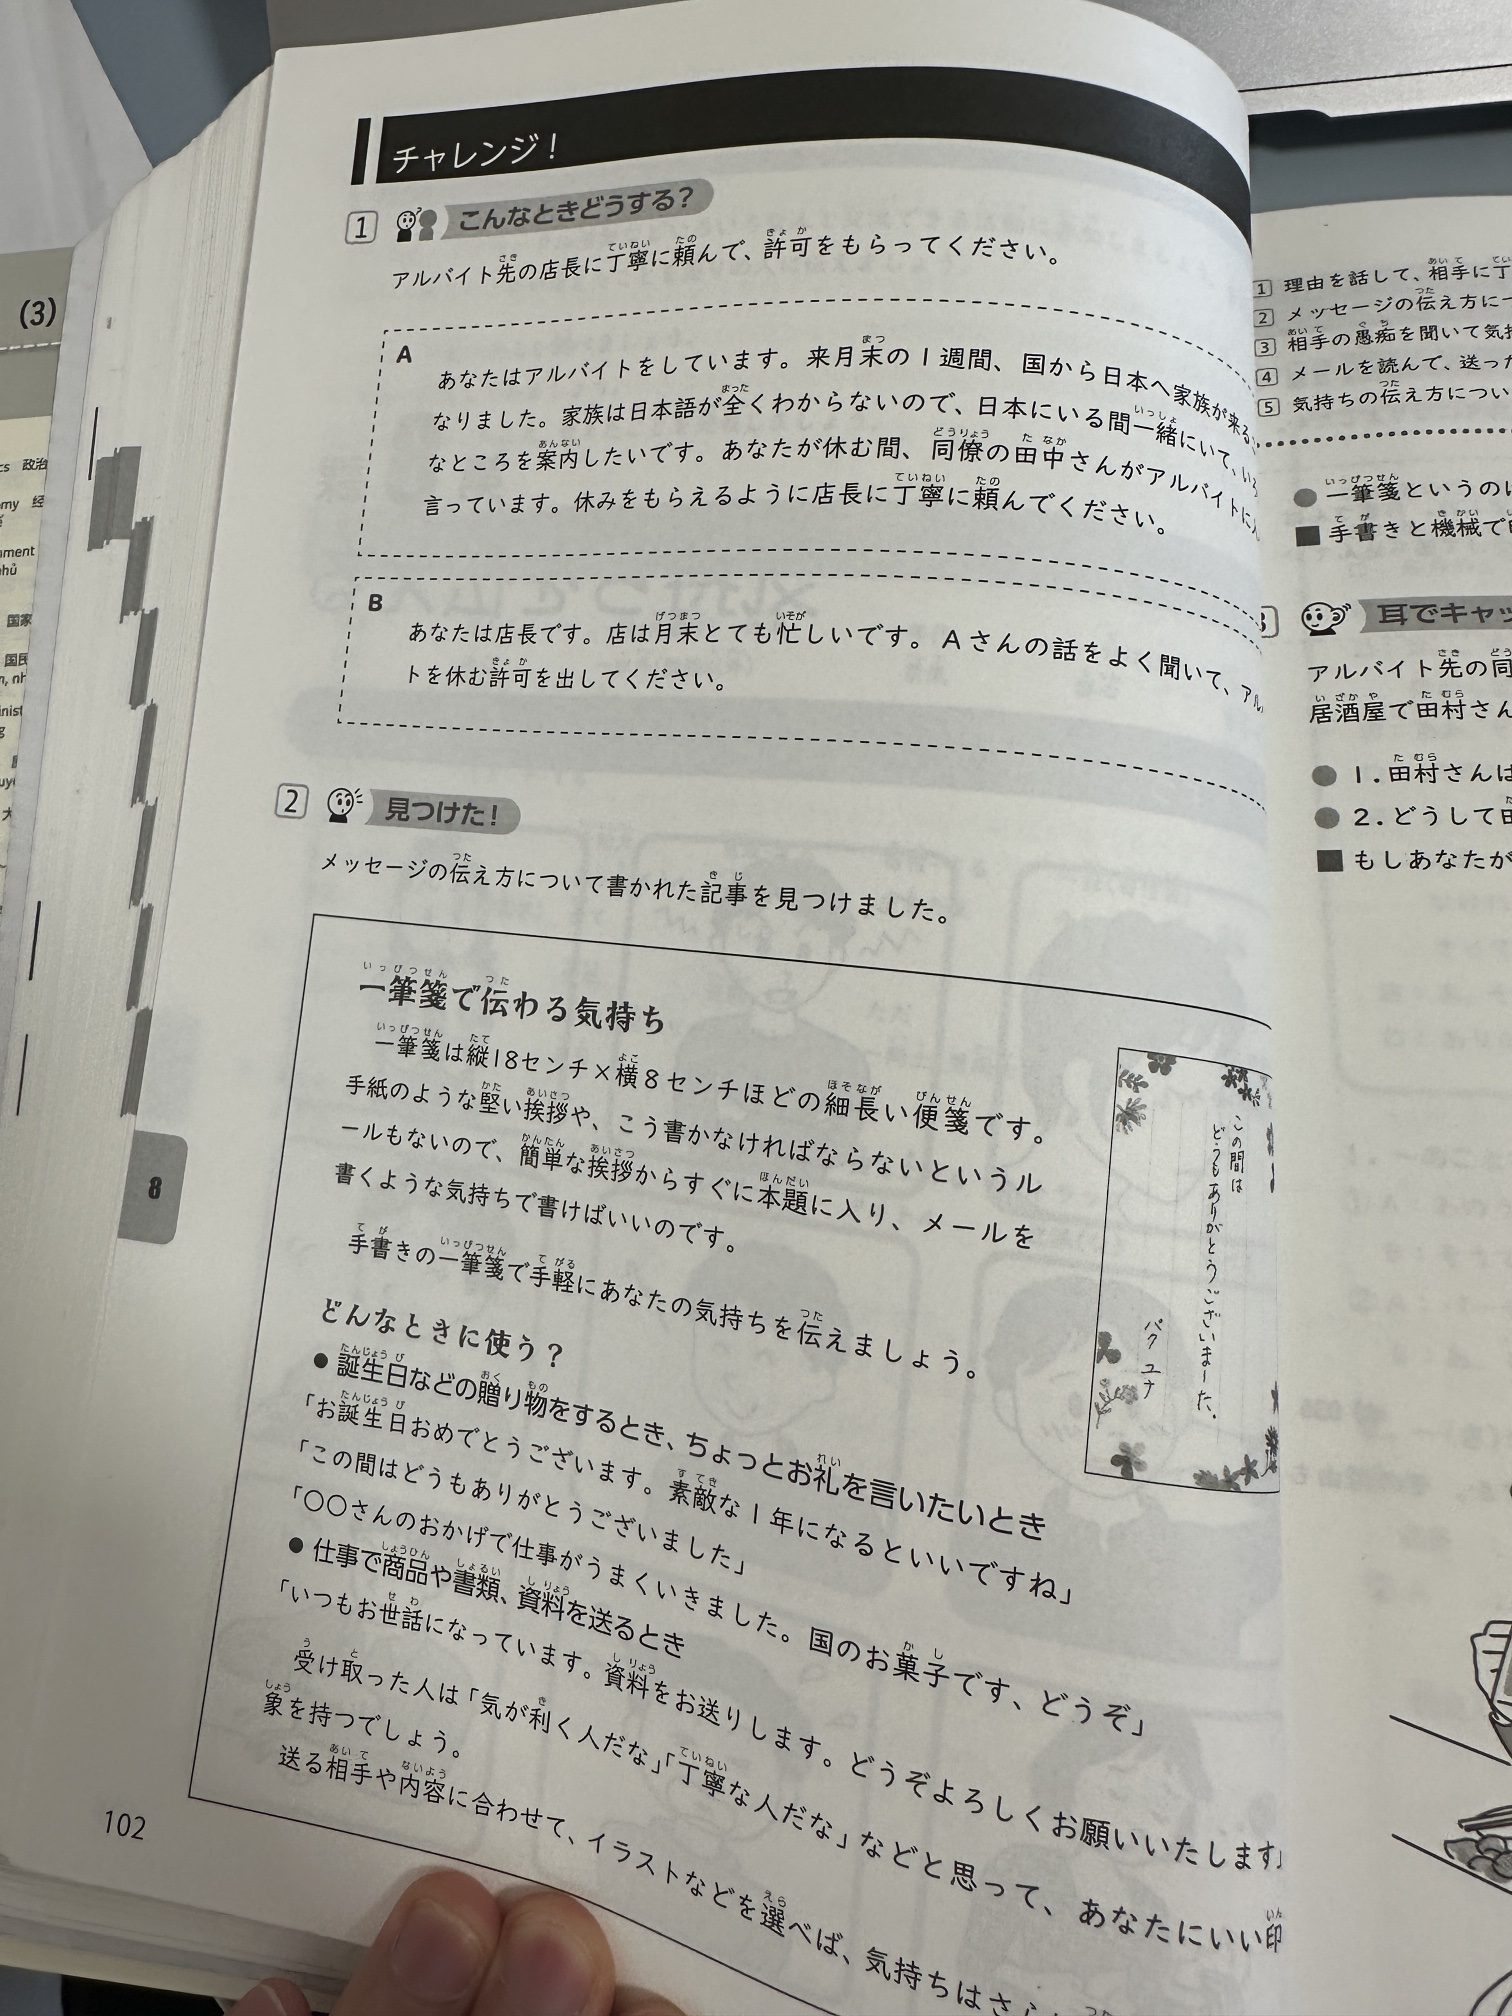 チャレンジ！
1 こんなときどうする？
アルバイト先の店長に丁寧に頼んで、許可をもらってください。
A
あなたはアルバイトをしています。来月末の1週間、国から日本へ家族が来る
なりました。家族は日本語が全くわからないので、日本にいる間一緒にいて、いろ
なところを案内したいです。あなたが休む間、同僚の田中さんがアルバイトに
言っています。休みをもらえるように店長に丁寧に頼んでください。
B
あなたは店長です。店は月末とても忙しいです。Aさんの話をよく聞いて、アル
トを休む許可を出してください。
2 見つけた！
メッセージの伝え方について書かれた記事を見つけました。
一筆箋で伝わる気持ち
一筆箋は縦18センチ×横8センチほどの細長い便箋です。
手紙のような堅い挨拶や、こう書かなければならないというル
ールもないので、簡単な挨拶からすぐに本題に入り、メールを
書くような気持ちで書けばいいのです。
手書きの一筆箋で手軽にあなたの気持ちを伝えましょう。
この間は
どうもありがとうございました。
パク ユナ
どんなときに使う？
●誕生日などの贈り物をするとき、ちょっとお礼を言いたいとき
「お誕生日おめでとうございます。素敵な1年になるといいですね」
「この間はどうもありがとうございました」
「〇〇さんのおかげで仕事がうまくいきました。国のお菓子です、どうぞ」
●仕事で商品や書類、資料を送るとき
「いつもお世話になっています。資料をお送りします。どうぞよろしくお願いいたします」
受け取った人は「気が利く人だな」「丁寧な人だな」などと思って、あなたにいい印
象を持つでしょう。
送る相手や内容に合わせて、イラストなどを選べば、気持ちはさ
102
8
(3)
政治
経
国家
国民
大
1 理由を話して、相手に丁
2 メッセージの伝え方に
3 相手の愚痴を聞いて気持
4 メールを読んで、送った
5 気持ちの伝え方につい
●一筆箋というのは
■手書きと機械で
耳でキャッ
アルバイト先の同
居酒屋で田村さん
●1.田村さんは
●2.どうして田
■もしあなたが